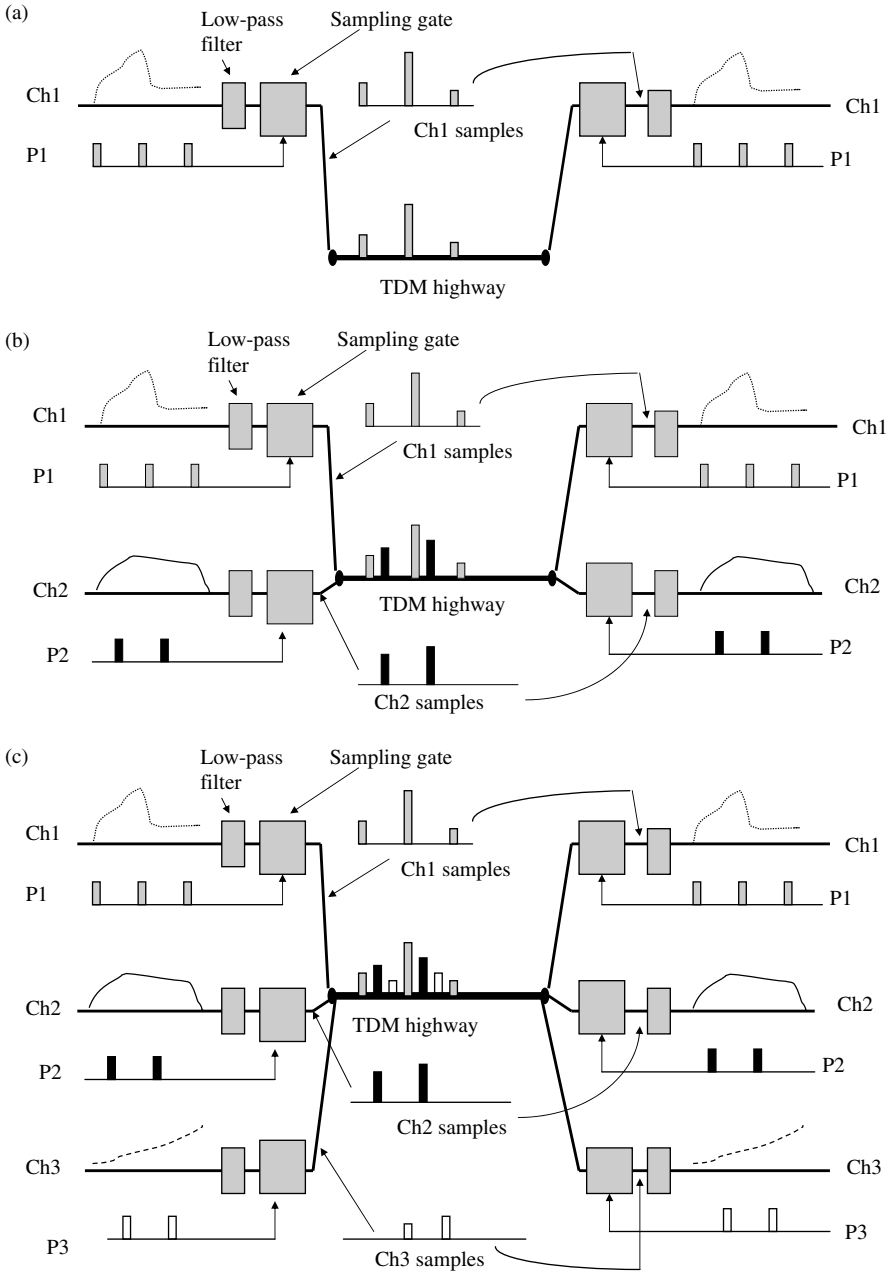 (a)
Low-pass
filter
Sampling gate
Ch1
Ch1 samples
Ch1
P1
P1
TDM highway
(b)
Low-pass
filter
Sampling gate
Ch1
Ch1 samples
Ch1
P1
P1
Ch2
TDM highway
Ch2
P2
P2
Ch2 samples
(c)
Low-pass
filter
Sampling gate
Ch1
Ch1 samples
Ch1
P1
P1
Ch2
TDM highway
Ch2
P2
P2
Ch2 samples
Ch3
Ch3
P3
P3
Ch3 samples